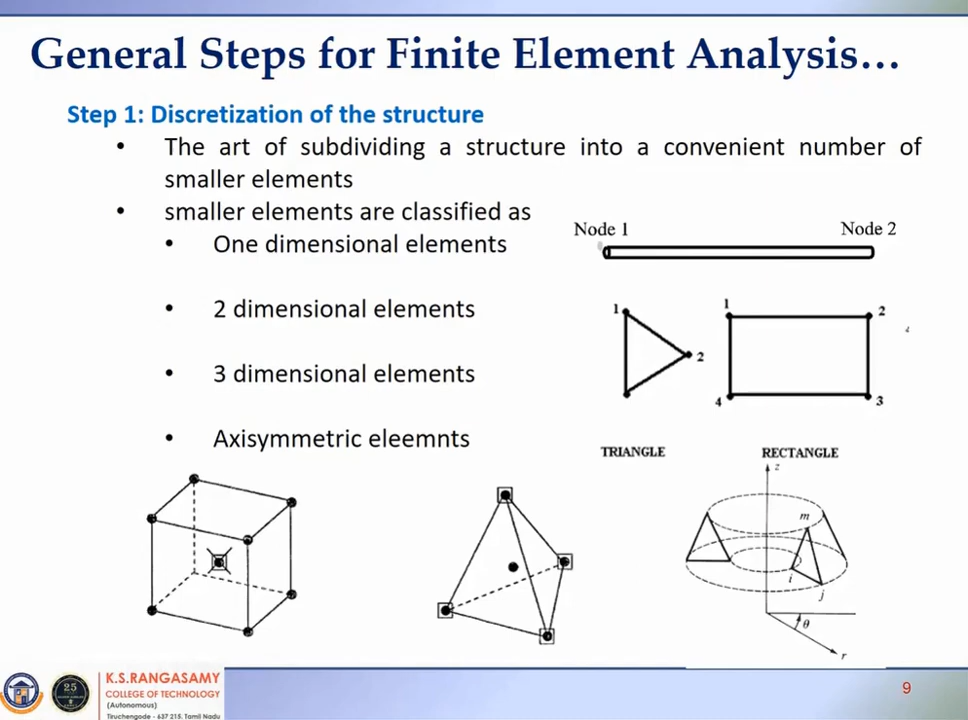 General Steps for Finite Element Analysis...
Step 1: Discretization of the structure
• The art of subdividing a structure into a convenient number of
smaller elements
• smaller elements are classified as
• One dimensional elements
Node 1 Node 2
• 2 dimensional elements
1 2
1 2 4 3
• 3 dimensional elements
• Axisymmetric eleemnts
TRIANGLE RECTANGLE
z
m
i
j
θ
r
K.S.RANGASAMY
COLLEGE OF TECHNOLOGY
(Autonomous)
Tiruchengode - 637 215. Tamil Nadu
25
9